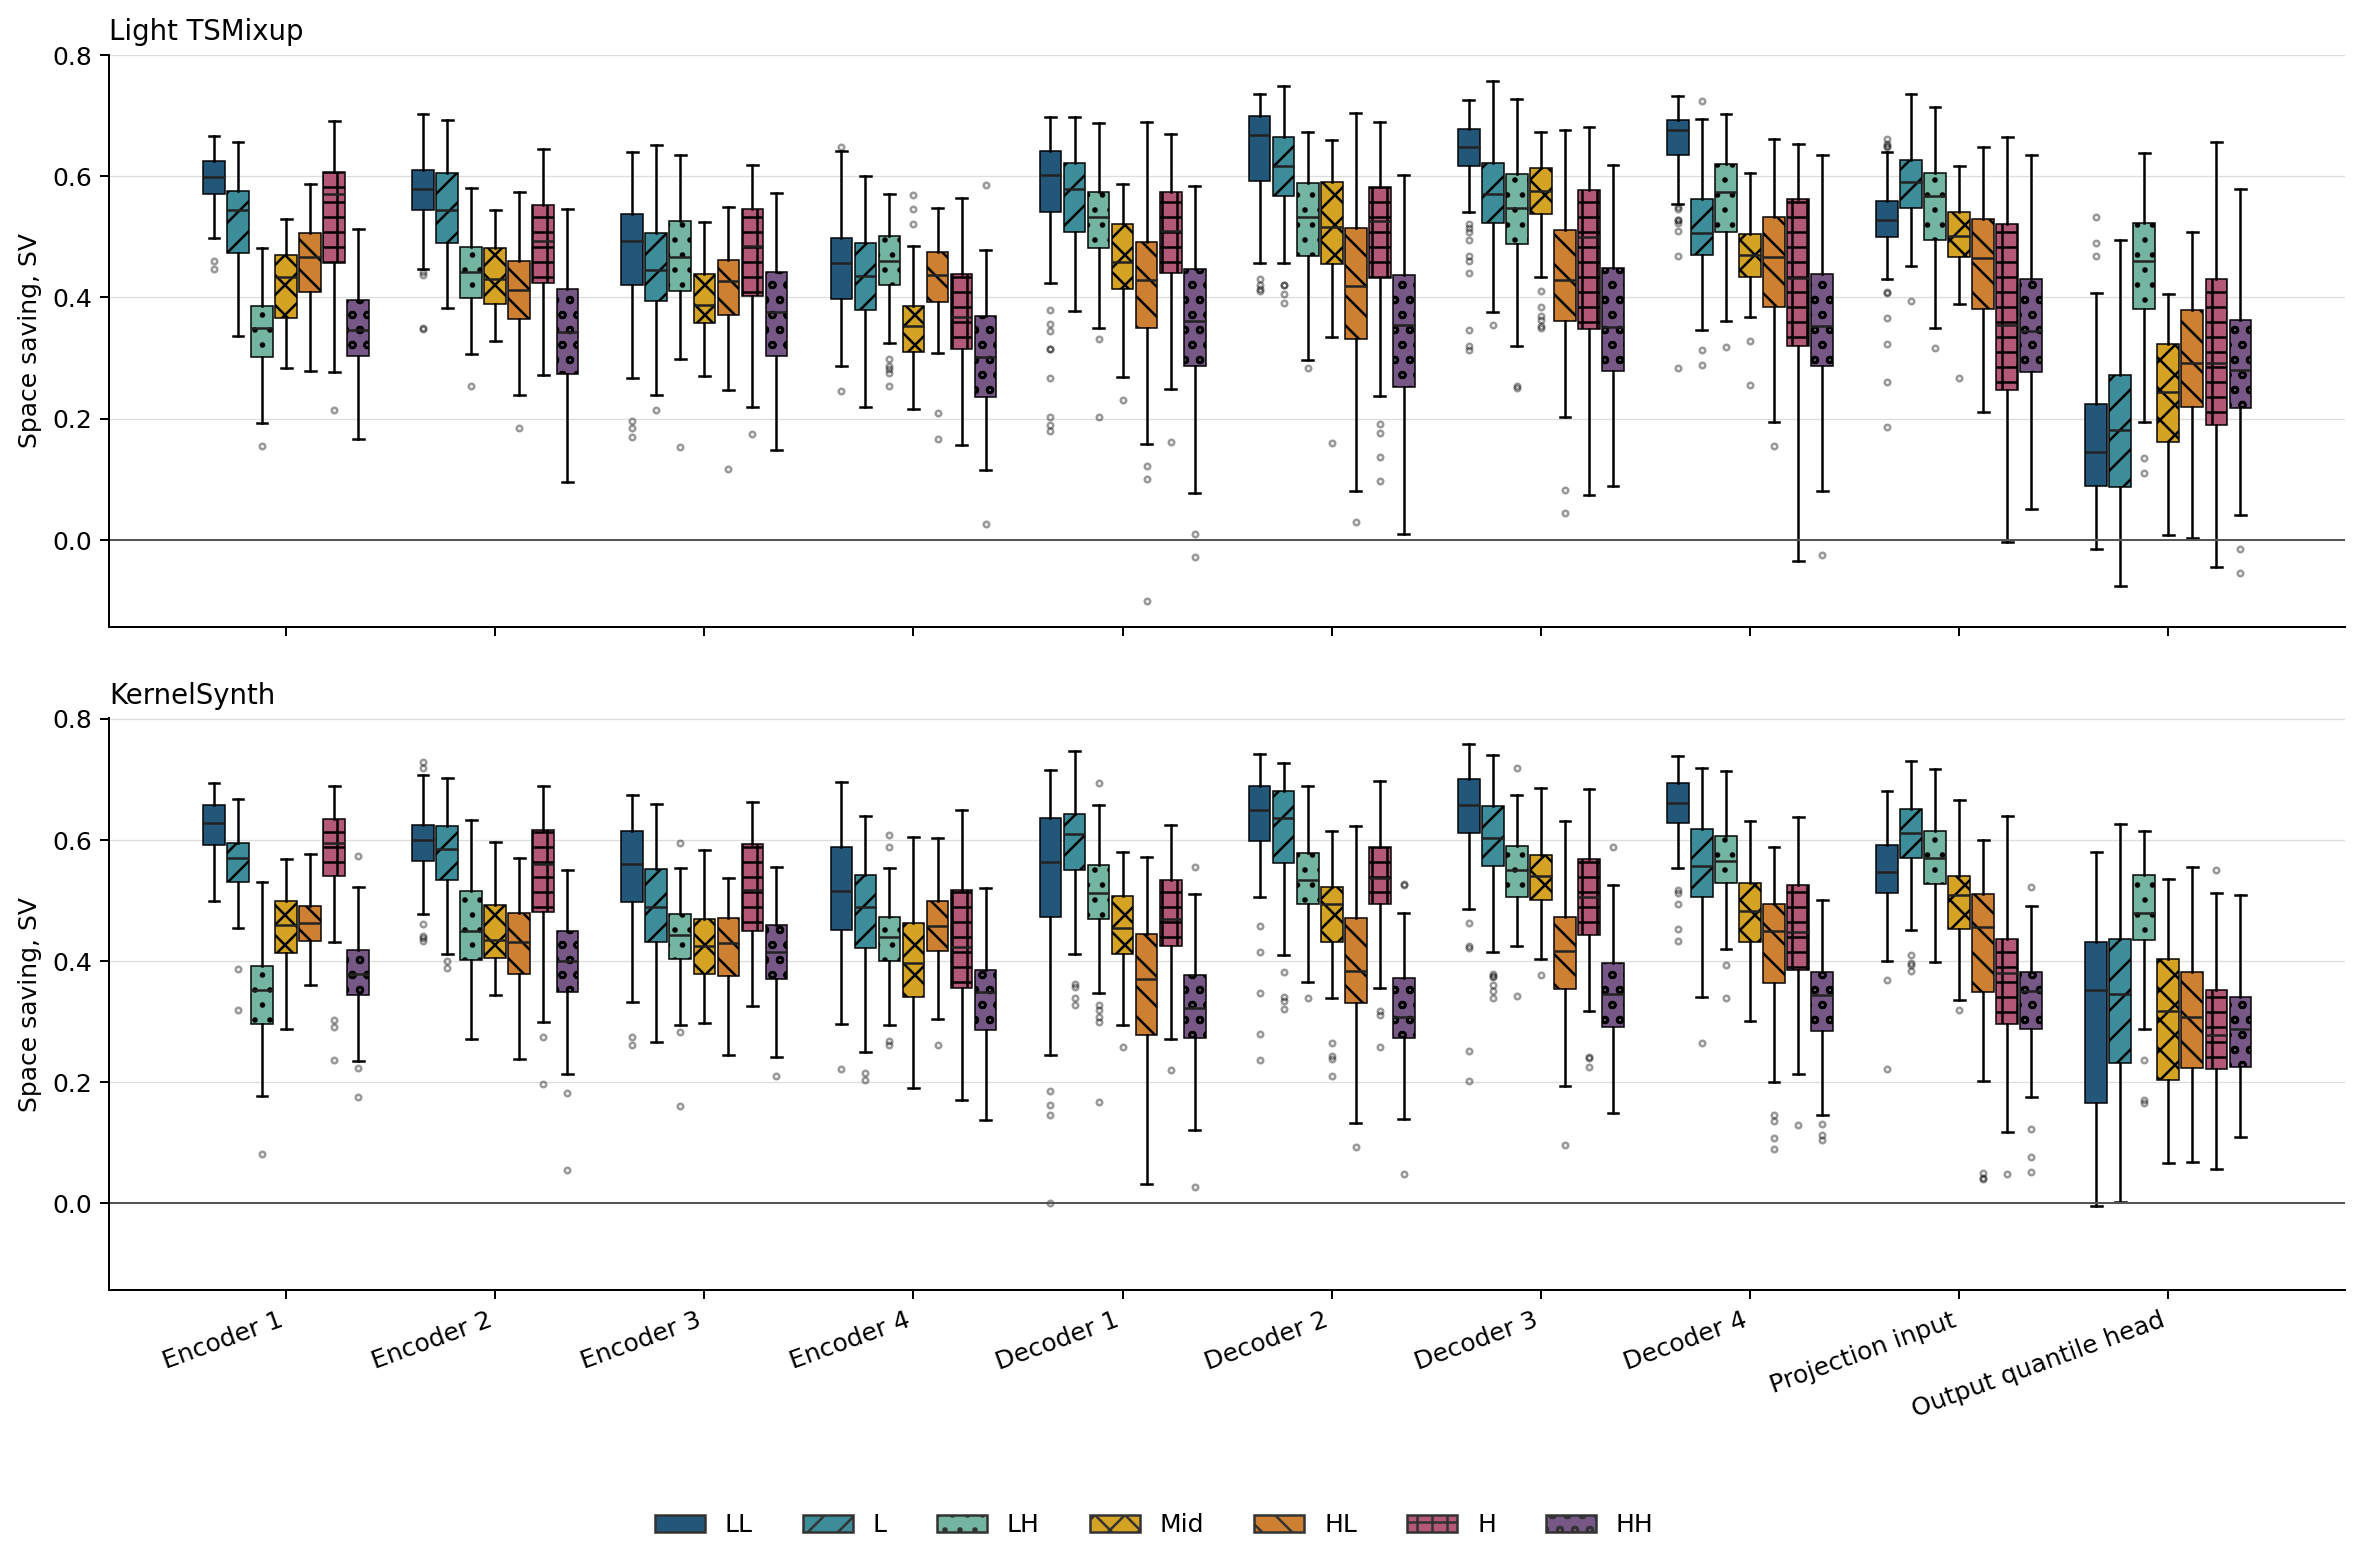 Light TSMixup
0.8
0.6
0.4
0.2
0.0
Space saving, SV
KernelSynth
0.8
0.6
0.4
0.2
0.0
Space saving, SV
Encoder 1
Encoder 2
Encoder 3
Encoder 4
Decoder 1
Decoder 2
Decoder 3
Decoder 4
Projection input
Output quantile head
LL L LH Mid HL H HH